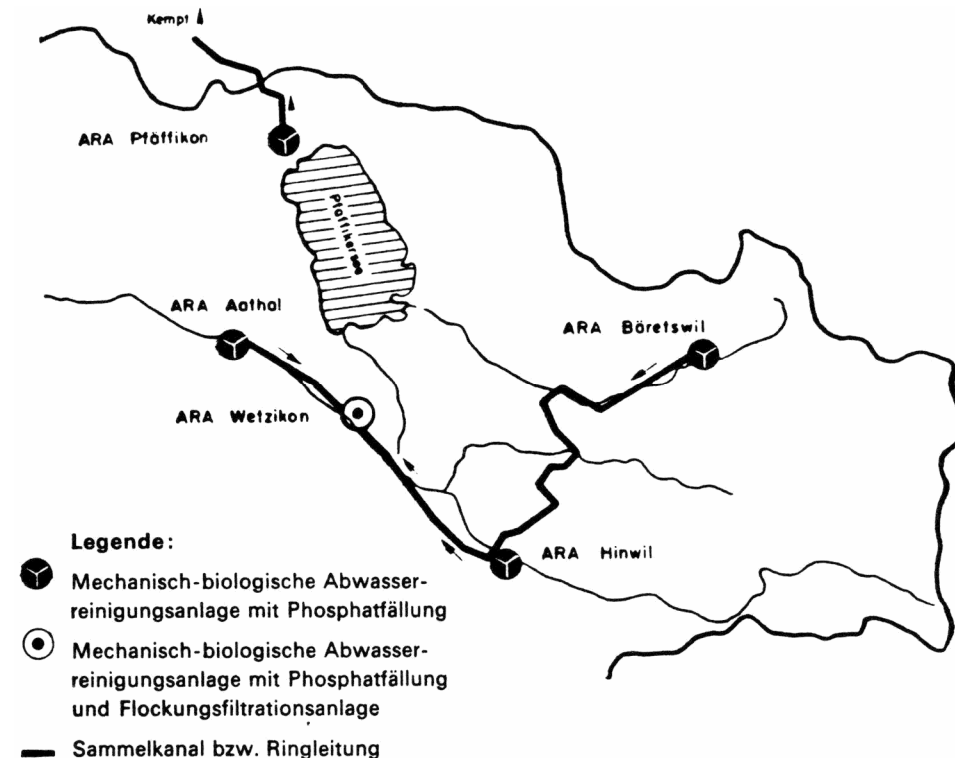 Kempt
ARA Pfäffikon
Pfäffikersee
ARA Aathal
ARA Bäretswil
ARA Wetzikon
ARA Hinwil
Legende:
Mechanisch-biologische Abwasser-
reinigungsanlage mit Phosphatfällung
Mechanisch-biologische Abwasser-
reinigungsanlage mit Phosphatfällung
und Flockungsfiltrationsanlage
Sammelkanal bzw. Ringleitung